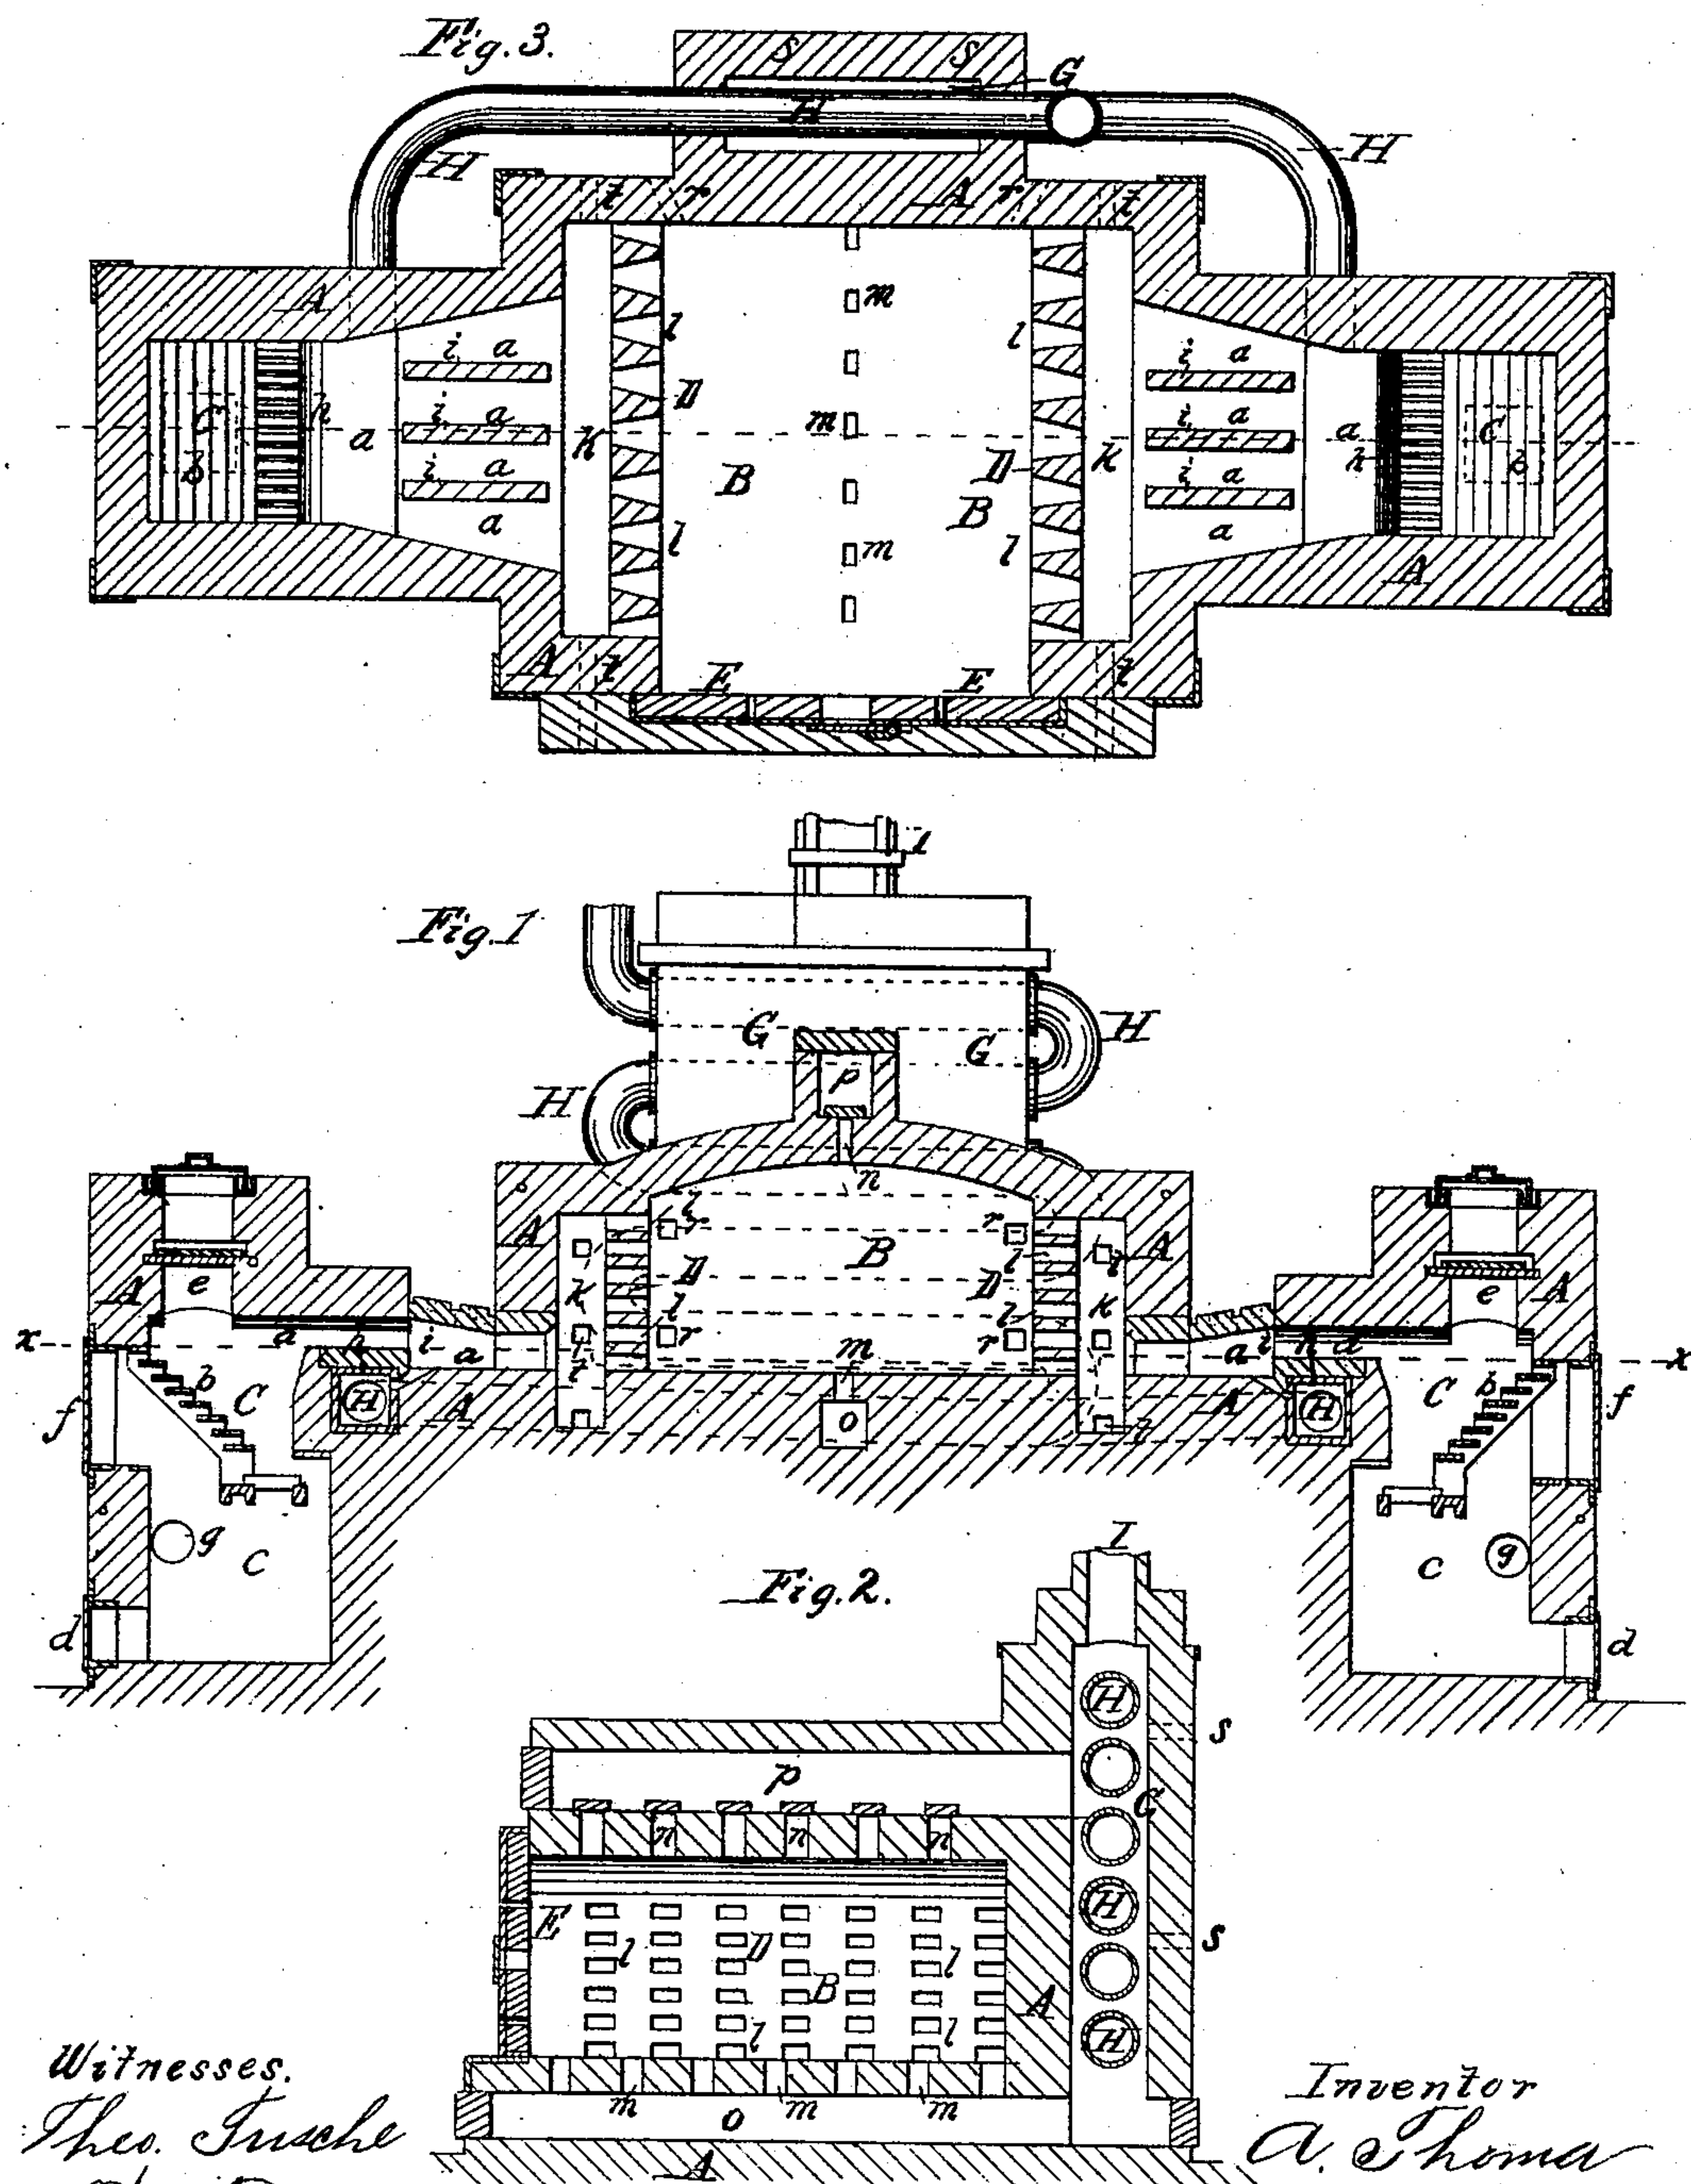 Fig. 3.
S S G
H
H H
t r A r t
A
m
l l
i a i a
D
C h a i a k m k i a a h C
b i a B D i a b
B
a a
l m l
A
A t t
E E
I
Fig. 1
G G H
P
H
n
l
r r
A A
B l
e A k D D k e A
l l
a h i r r i h a
x a m a x
b t b
f C H A o A H C f
g C C g
d d
I
Fig. 2.
H
s
p
G
n n n
E H
s
l D l
B
A
l l H
Witnesses. m m m Inventor
Theo. Tusche o A. Thoma
A